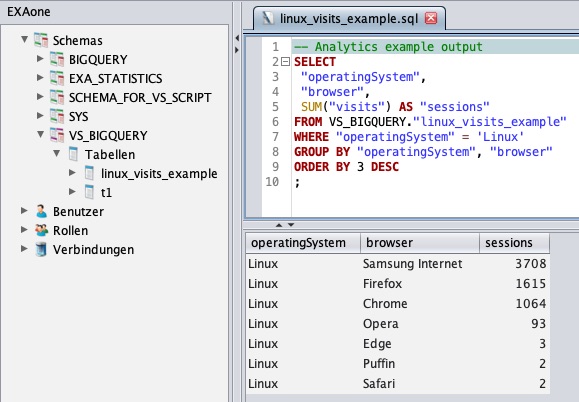 EXAone
Schemas
BIGQUERY
EXA_STATISTICS
SCHEMA_FOR_VS_SCRIPT
SYS
VS_BIGQUERY
Tabellen
linux_visits_example
t1
Benutzer
Rollen
Verbindungen
linux_visits_example.sql
1 -- Analytics example output
2 SELECT
3 "operatingSystem",
4 "browser",
5 SUM("visits") AS "sessions"
6 FROM VS_BIGQUERY."linux_visits_example"
7 WHERE "operatingSystem" = 'Linux'
8 GROUP BY "operatingSystem", "browser"
9 ORDER BY 3 DESC
10 ;
operatingSystem browser sessions
Linux Samsung Internet 3708
Linux Firefox 1615
Linux Chrome 1064
Linux Opera 93
Linux Edge 3
Linux Puffin 2
Linux Safari 2